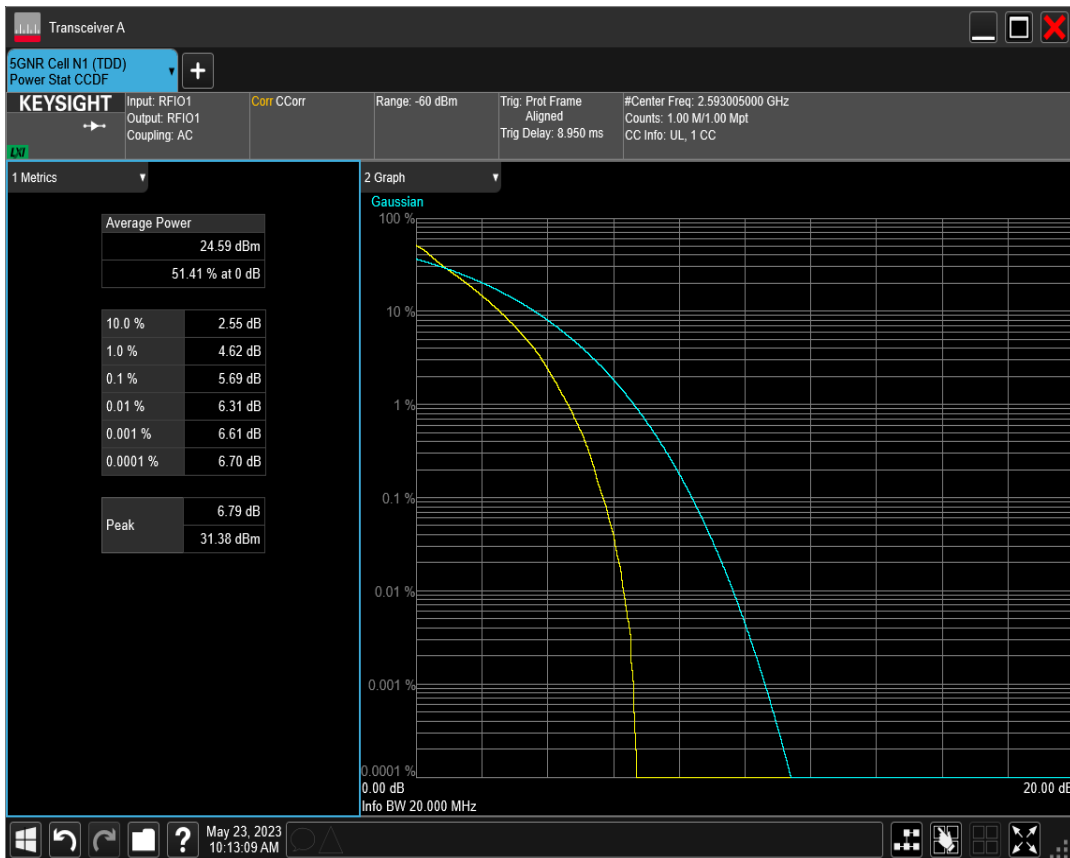 Transceiver A
5GNR Cell N1 (TDD)
Power Stat CCDF
KEYSIGHT
LXI
Input: RFIO1
Output: RFIO1
Coupling: AC
Corr CCorr
Range: -60 dBm
Trig: Prot Frame
Aligned
Trig Delay: 8.950 ms
#Center Freq: 2.593005000 GHz
Counts: 1.00 M/1.00 Mpt
CC Info: UL, 1 CC
1 Metrics
Average Power
24.59 dBm
51.41 % at 0 dB
10.0 % 2.55 dB
1.0 % 4.62 dB
0.1 % 5.69 dB
0.01 % 6.31 dB
0.001 % 6.61 dB
0.0001 % 6.70 dB
Peak 6.79 dB
31.38 dBm
2 Graph
Gaussian
100 %
10 %
1 %
0.1 %
0.01 %
0.001 %
0.0001 %
0.00 dB 20.00 dB
Info BW 20.000 MHz
?
May 23, 2023
10:13:09 AM